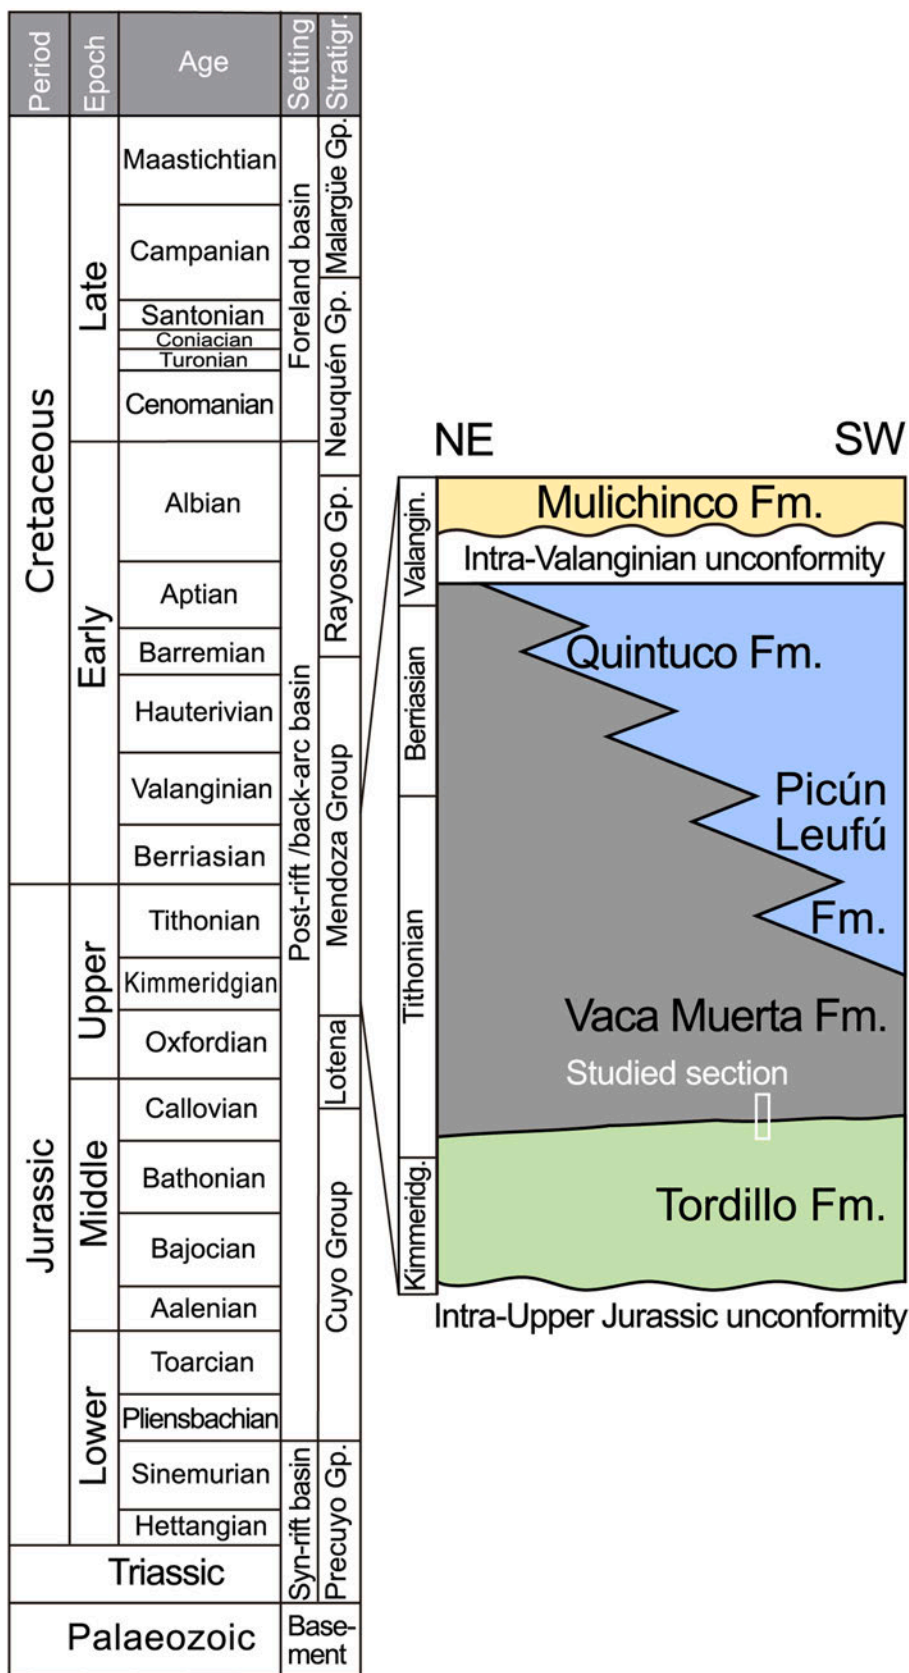 Period
Epoch
Age
Setting
Stratigr.
Cretaceous
Late
Maastichtian
Campanian
Santonian
Coniacian
Turonian
Cenomanian
Early
Albian
Aptian
Barremian
Hauterivian
Valanginian
Berriasian
Jurassic
Upper
Tithonian
Kimmeridgian
Oxfordian
Middle
Callovian
Bathonian
Bajocian
Aalenian
Lower
Toarcian
Pliensbachian
Sinemurian
Hettangian
Triassic
Palaeozoic
Foreland basin
Post-rift /back-arc basin
Syn-rift basin
Base-
ment
Malargüe Gp.
Neuquén Gp.
Rayoso Gp.
Mendoza Group
Lotena
Cuyo Group
Precuyo Gp.
NE
SW
Valangin.
Berriasian
Tithonian
Kimmeridg.
Mulichinco Fm.
Intra-Valanginian unconformity
Quintuco Fm.
Picún
Leufú
Fm.
Vaca Muerta Fm.
Studied section
Tordillo Fm.
Intra-Upper Jurassic unconformity